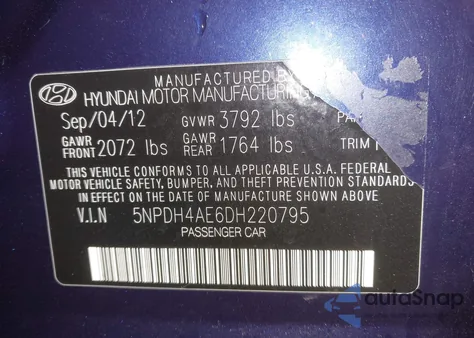 MANUFACTURED BY
HYUNDAI MOTOR MANUFACTURING
Sep/04/12 GVWR 3792 lbs
GAWR FRONT 2072 lbs GAWR REAR 1764 lbs TRIM
THIS VEHICLE CONFORMS TO ALL APPLICABLE U.S.A FEDERAL
MOTOR VEHICLE SAFETY, BUMPER, AND THEFT PREVENTION STANDARDS
IN EFFECT ON THE DATE OF MANUFACTURE SHOWN ABOVE.
V.I.N 5NPDH4AE6DH220795
PASSENGER CAR
autoSnap